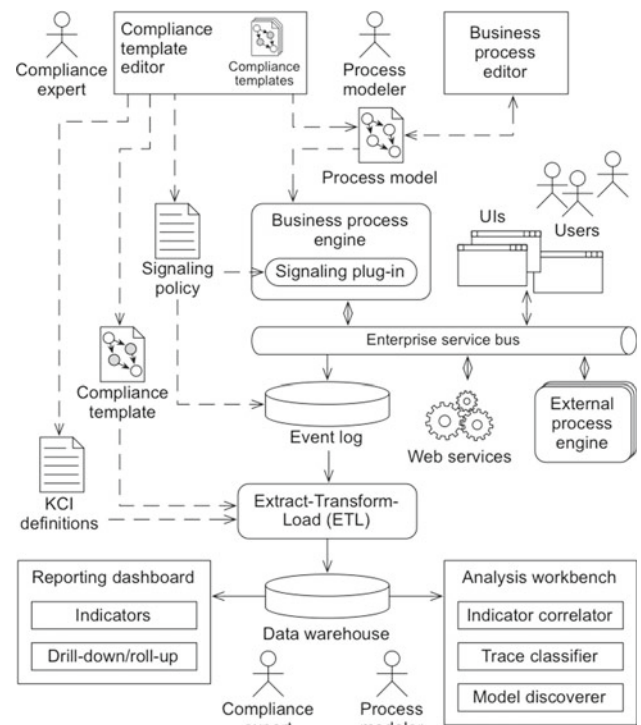 Compliance
expert
Compliance
template
editor
Compliance
templates
Process
modeler
Business
process
editor
Process model
Business process
engine
Signaling plug-in
UIs
Users
Signaling
policy
Enterprise service bus
Compliance
template
Event log
Web services
External
process
engine
KCI
definitions
Extract-Transform-
Load (ETL)
Reporting dashboard
Indicators
Drill-down/roll-up
Data warehouse
Analysis workbench
Indicator correlator
Trace classifier
Model discoverer
Compliance
expert
Process
modeler